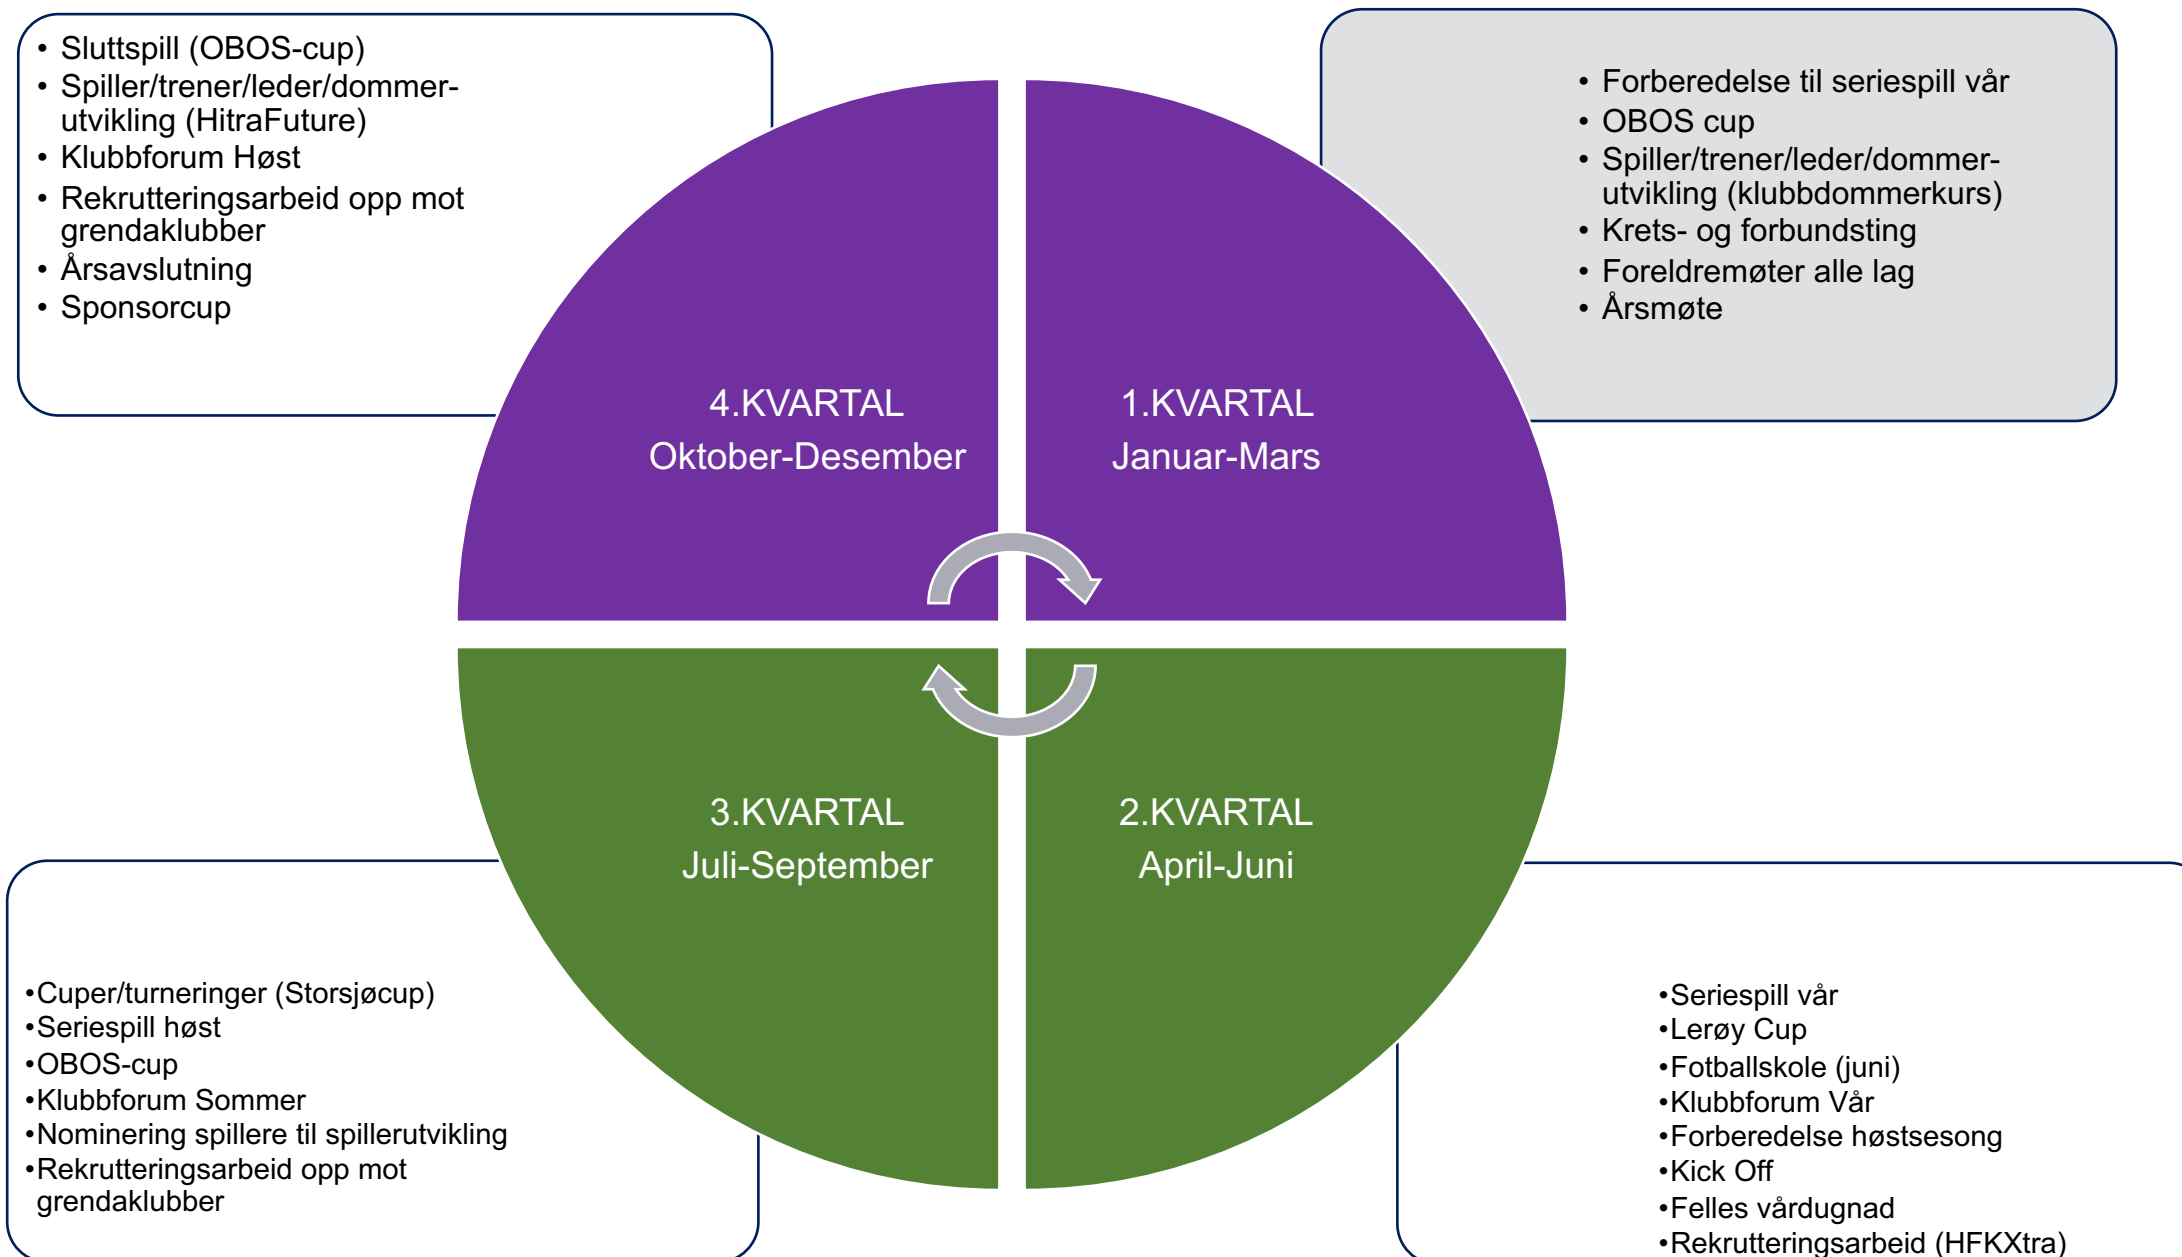 • Sluttspill (OBOS-cup)
• Spiller/trener/leder/dommer-
utvikling (HitraFuture)
• Klubbforum Høst
• Rekrutteringsarbeid opp mot
grendaklubber
• Årsavslutning
• Sponsorcup
• Forberedelse til seriespill vår
• OBOS cup
• Spiller/trener/leder/dommer-
utvikling (klubbdommerkurs)
• Krets- og forbundsting
• Foreldremøter alle lag
• Årsmøte
4.KVARTAL
Oktober-Desember
1.KVARTAL
Januar-Mars
3.KVARTAL
Juli-September
2.KVARTAL
April-Juni
•Cuper/turneringer (Storsjøcup)
•Seriespill høst
•OBOS-cup
•Klubbforum Sommer
•Nominering spillere til spillerutvikling
•Rekrutteringsarbeid opp mot
grendaklubber
•Seriespill vår
•Lerøy Cup
•Fotballskole (juni)
•Klubbforum Vår
•Forberedelse høstsesong
•Kick Off
•Felles vårdugnad
•Rekrutteringsarbeid (HFKXtra)